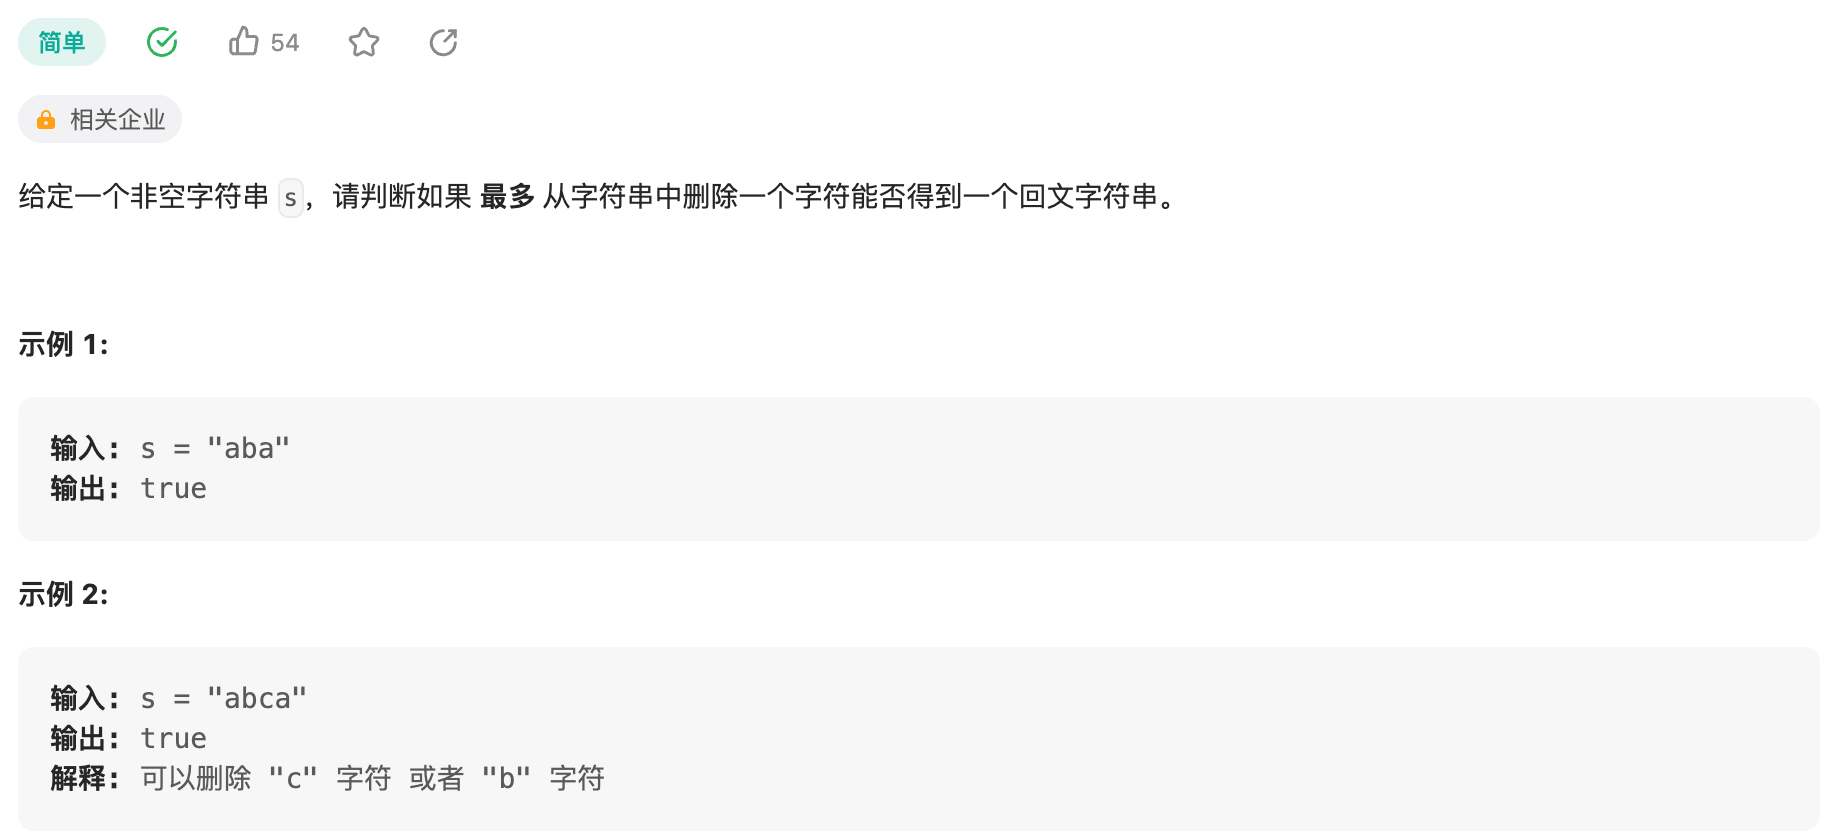 简单 54
相关企业
给定一个非空字符串 s，请判断如果 最多 从字符串中删除一个字符能否得到一个回文字符串。
示例 1:
输入: s = "aba"
输出: true
示例 2:
输入: s = "abca"
输出: true
解释: 可以删除 "c" 字符 或者 "b" 字符